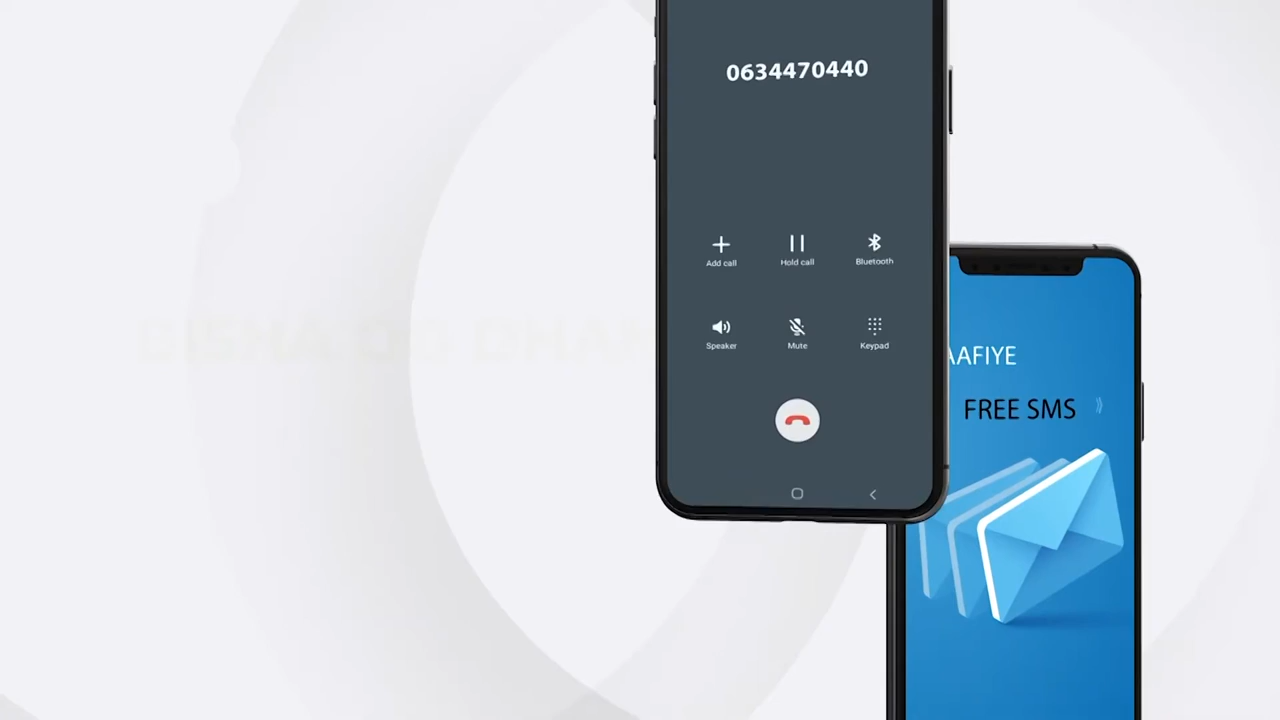 0634470440
Add call
Hold call
Bluetooth
Speaker
Mute
Keypad
AAFIYE
FREE SMS